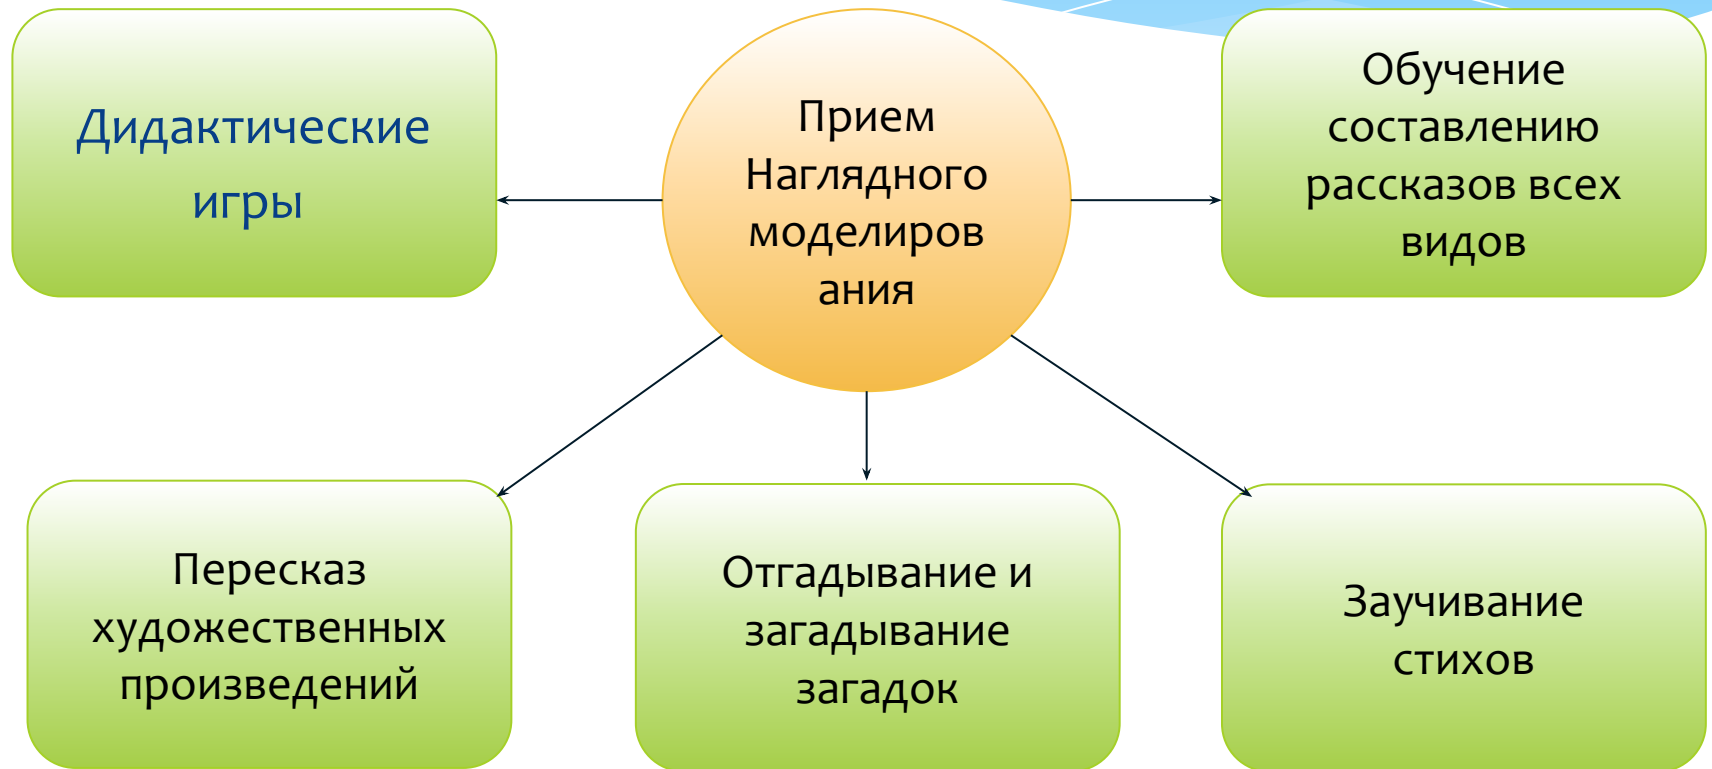 Дидактические
игры
Прием
Наглядного
моделиров
ания
Обучение
составлению
рассказов всех
видов
Пересказ
художественных
произведений
Отгадывание и
загадывание
загадок
Заучивание
стихов